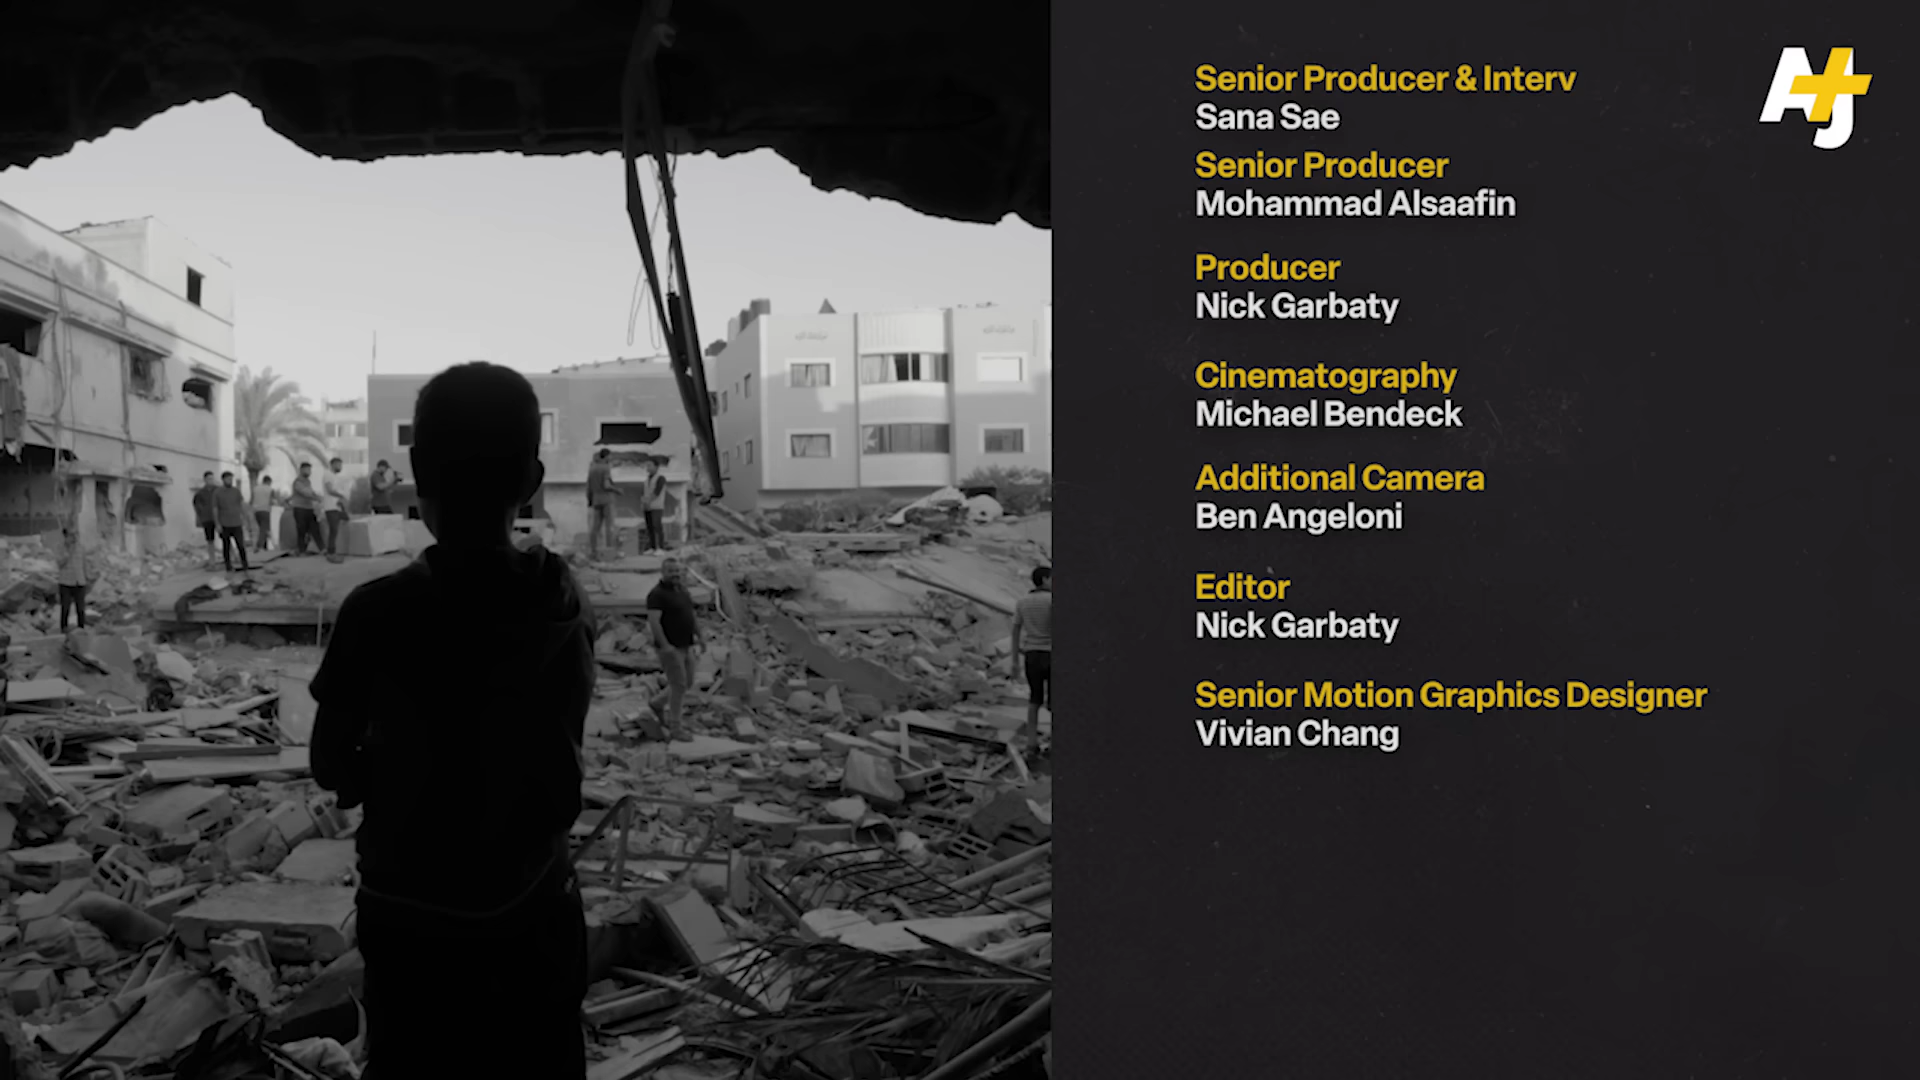 AJ+
Senior Producer & Interv
Sana Sae
Senior Producer
Mohammad Alsaafin
Producer
Nick Garbaty
Cinematography
Michael Bendeck
Additional Camera
Ben Angeloni
Editor
Nick Garbaty
Senior Motion Graphics Designer
Vivian Chang